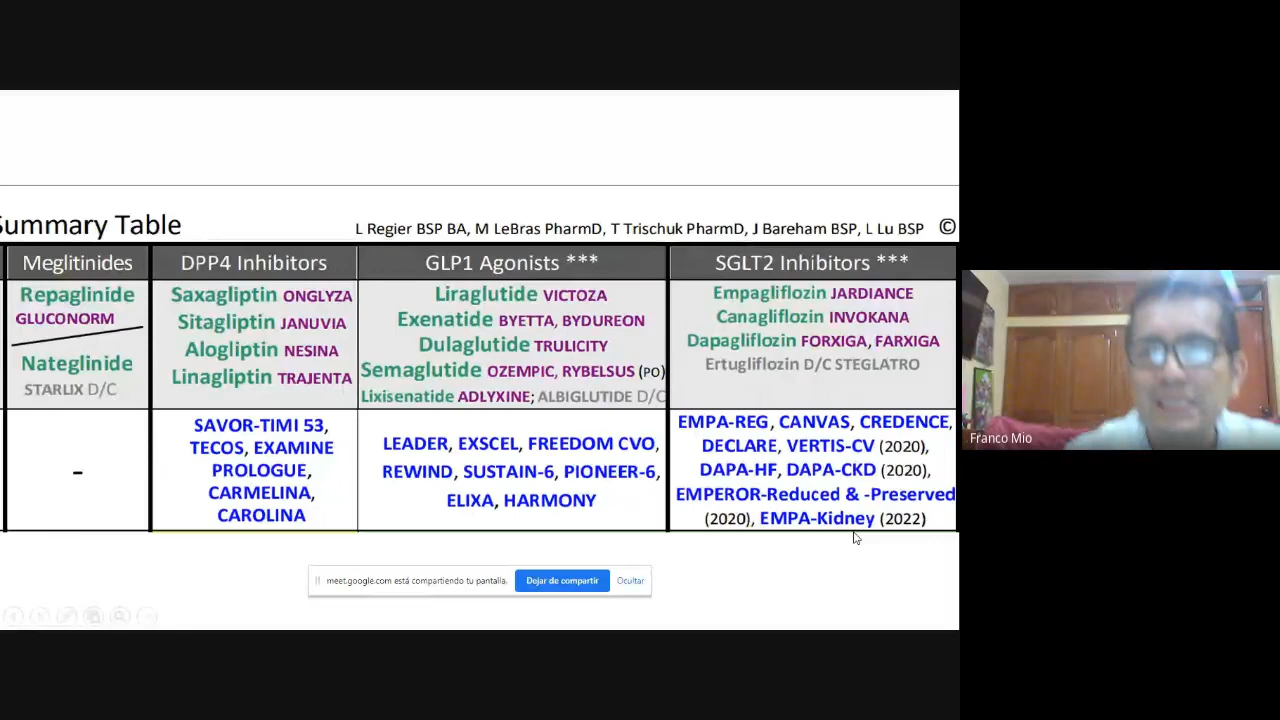 Summary Table
L Regier BSP BA, M LeBras PharmD, T Trischuk PharmD, J Bareham BSP, L Lu BSP ©
Meglitinides
Repaglinide
GLUCONORM
Nateglinide
STARLIX D/C
-
DPP4 Inhibitors
Saxagliptin ONGLYZA
Sitagliptin JANUVIA
Alogliptin NESINA
Linagliptin TRAJENTA
SAVOR-TIMI 53,
TECOS, EXAMINE
PROLOGUE,
CARMELINA,
CAROLINA
GLP1 Agonists ***
Liraglutide VICTOZA
Exenatide BYETTA, BYDUREON
Dulaglutide TRULICITY
Semaglutide OZEMPIC, RYBELSUS (PO)
Lixisenatide ADLYXINE; ALBIGLUTIDE D/C
LEADER, EXSCEL, FREEDOM CVO,
REWIND, SUSTAIN-6, PIONEER-6,
ELIXA, HARMONY
SGLT2 Inhibitors ***
Empagliflozin JARDIANCE
Canagliflozin INVOKANA
Dapagliflozin FORXIGA, FARXIGA
Ertugliflozin D/C STEGLATRO
EMPA-REG, CANVAS, CREDENCE,
DECLARE, VERTIS-CV (2020),
DAPA-HF, DAPA-CKD (2020),
EMPEROR-Reduced & -Preserved
(2020), EMPA-Kidney (2022)
meet.google.com está compartiendo tu pantalla. Dejar de compartir Ocultar
Franco Mio